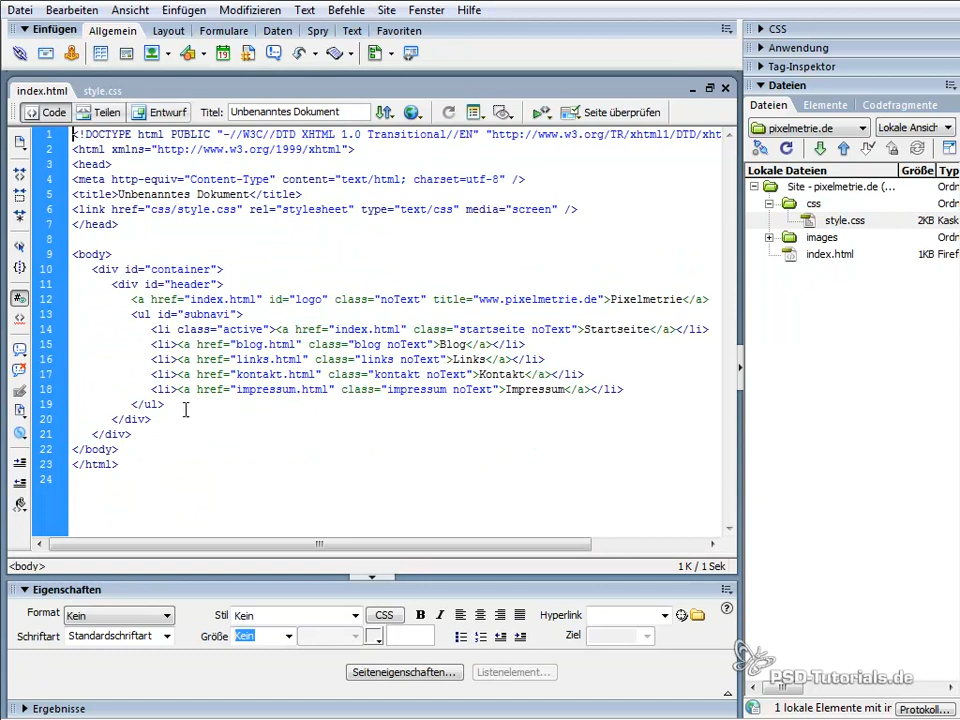 Datei Bearbeiten Ansicht Einfügen Modifizieren Text Befehle Site Fenster Hilfe
Einfügen Allgemein Layout Formulare Daten Spry Text Favoriten
index.html style.css
Code Teilen Entwurf Titel: Unbenanntes Dokument Seite überprüfen
1 <!DOCTYPE html PUBLIC "-//W3C//DTD XHTML 1.0 Transitional//EN" "http://www.w3.org/TR/xhtml1/DTD/xht
2 <html xmlns="http://www.w3.org/1999/xhtml">
3 <head>
4 <meta http-equiv="Content-Type" content="text/html; charset=utf-8" />
5 <title>Unbenanntes Dokument</title>
6 <link href="css/style.css" rel="stylesheet" type="text/css" media="screen" />
7 </head>
8
9 <body>
10 <div id="container">
11 <div id="header">
12 <a href="index.html" id="logo" class="noText" title="www.pixelmetrie.de">Pixelmetrie</a>
13 <ul id="subnavi">
14 <li class="active"><a href="index.html" class="startseite noText">Startseite</a></li>
15 <li><a href="blog.html" class="blog noText">Blog</a></li>
16 <li><a href="links.html" class="links noText">Links</a></li>
17 <li><a href="kontakt.html" class="kontakt noText">Kontakt</a></li>
18 <li><a href="impressum.html" class="impressum noText">Impressum</a></li>
19 </ul>
20 </div>
21 </div>
22 </body>
23 </html>
24
<body> 1 K / 1 Sek
Eigenschaften
Format Kein Stil Kein CSS B I Hyperlink
Schriftart Standardschriftart Größe Kein Ziel
Seiteneigenschaften... Listenelement...
Ergebnisse
CSS
Anwendung
Tag-Inspektor
Dateien
Dateien Elemente Codefragmente
pixelmetrie.de Lokale Ansich
Lokale Dateien Größe Typ
Site - pixelmetrie.de (... Ordr
css Ordr
style.css 2KB Kask
images Ordr
index.html 1KB Firef
PSD-Tutorials.de
1 lokale Elemente mit ir Protokoll...